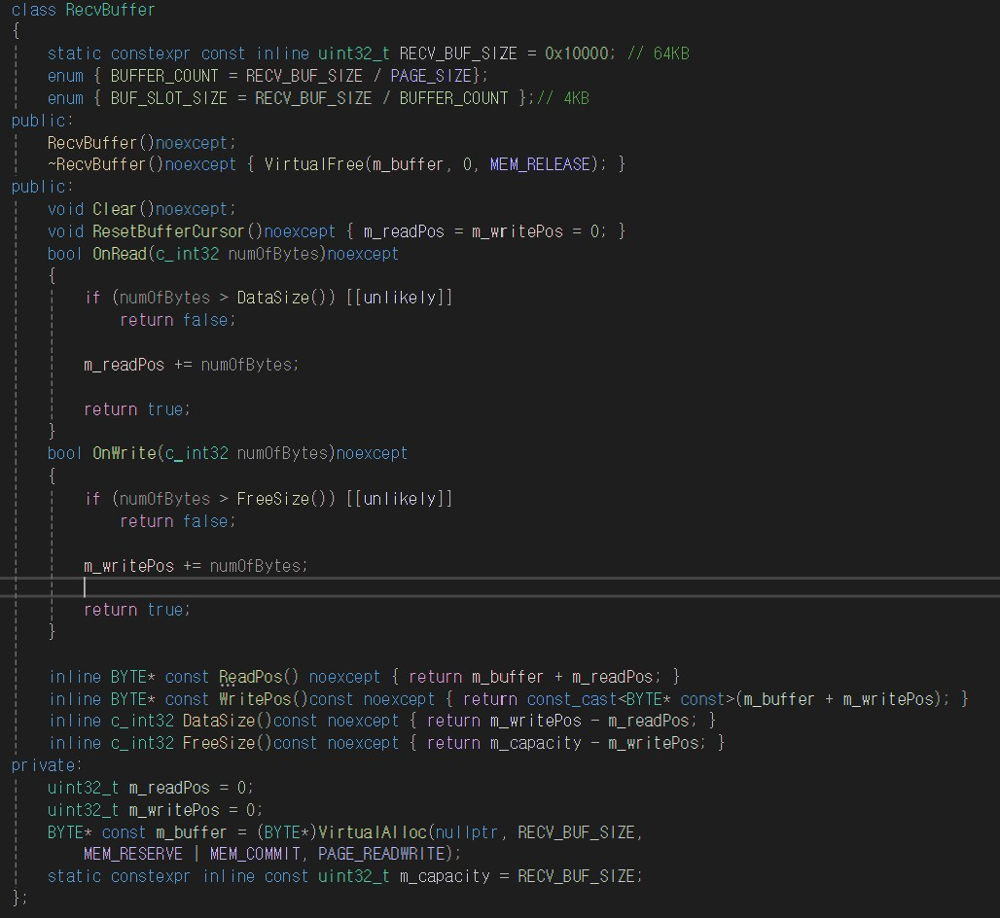 class RecvBuffer
{
    static constexpr const inline uint32_t RECV_BUF_SIZE = 0x10000; // 64KB
    enum { BUFFER_COUNT = RECV_BUF_SIZE / PAGE_SIZE};
    enum { BUF_SLOT_SIZE = RECV_BUF_SIZE / BUFFER_COUNT };// 4KB
public:
    RecvBuffer()noexcept;
    ~RecvBuffer()noexcept { VirtualFree(m_buffer, 0, MEM_RELEASE); }
public:
    void Clear()noexcept;
    void ResetBufferCursor()noexcept { m_readPos = m_writePos = 0; }
    bool OnRead(c_int32 numOfBytes)noexcept
    {
        if (numOfBytes > DataSize()) [[unlikely]]
            return false;

        m_readPos += numOfBytes;

        return true;
    }
    bool OnWrite(c_int32 numOfBytes)noexcept
    {
        if (numOfBytes > FreeSize()) [[unlikely]]
            return false;

        m_writePos += numOfBytes;

        return true;
    }

    inline BYTE* const ReadPos() noexcept { return m_buffer + m_readPos; }
    inline BYTE* const WritePos()const noexcept { return const_cast<BYTE* const>(m_buffer + m_writePos); }
    inline c_int32 DataSize()const noexcept { return m_writePos - m_readPos; }
    inline c_int32 FreeSize()const noexcept { return m_capacity - m_writePos; }
private:
    uint32_t m_readPos = 0;
    uint32_t m_writePos = 0;
    BYTE* const m_buffer = (BYTE*)VirtualAlloc(nullptr, RECV_BUF_SIZE,
        MEM_RESERVE | MEM_COMMIT, PAGE_READWRITE);
    static constexpr inline const uint32_t m_capacity = RECV_BUF_SIZE;
};